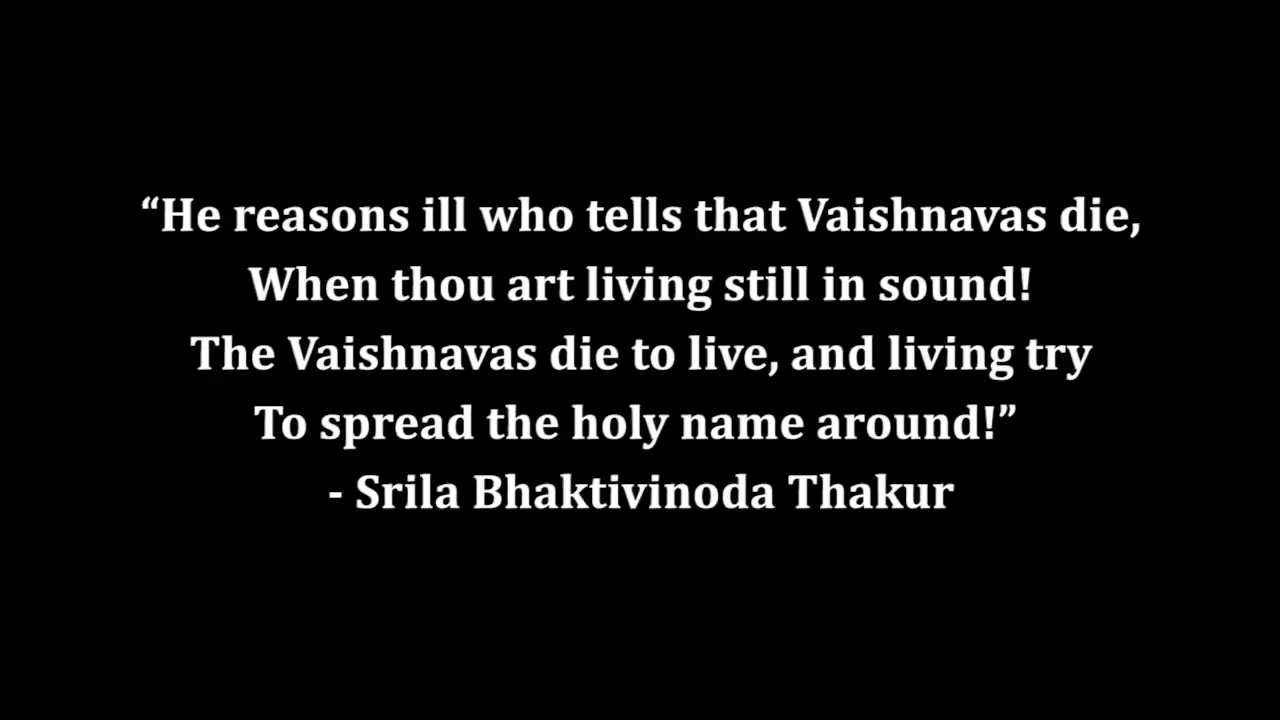 “He reasons ill who tells that Vaishnavas die,
When thou art living still in sound!
The Vaishnavas die to live, and living try
To spread the holy name around!”
- Srila Bhaktivinoda Thakur